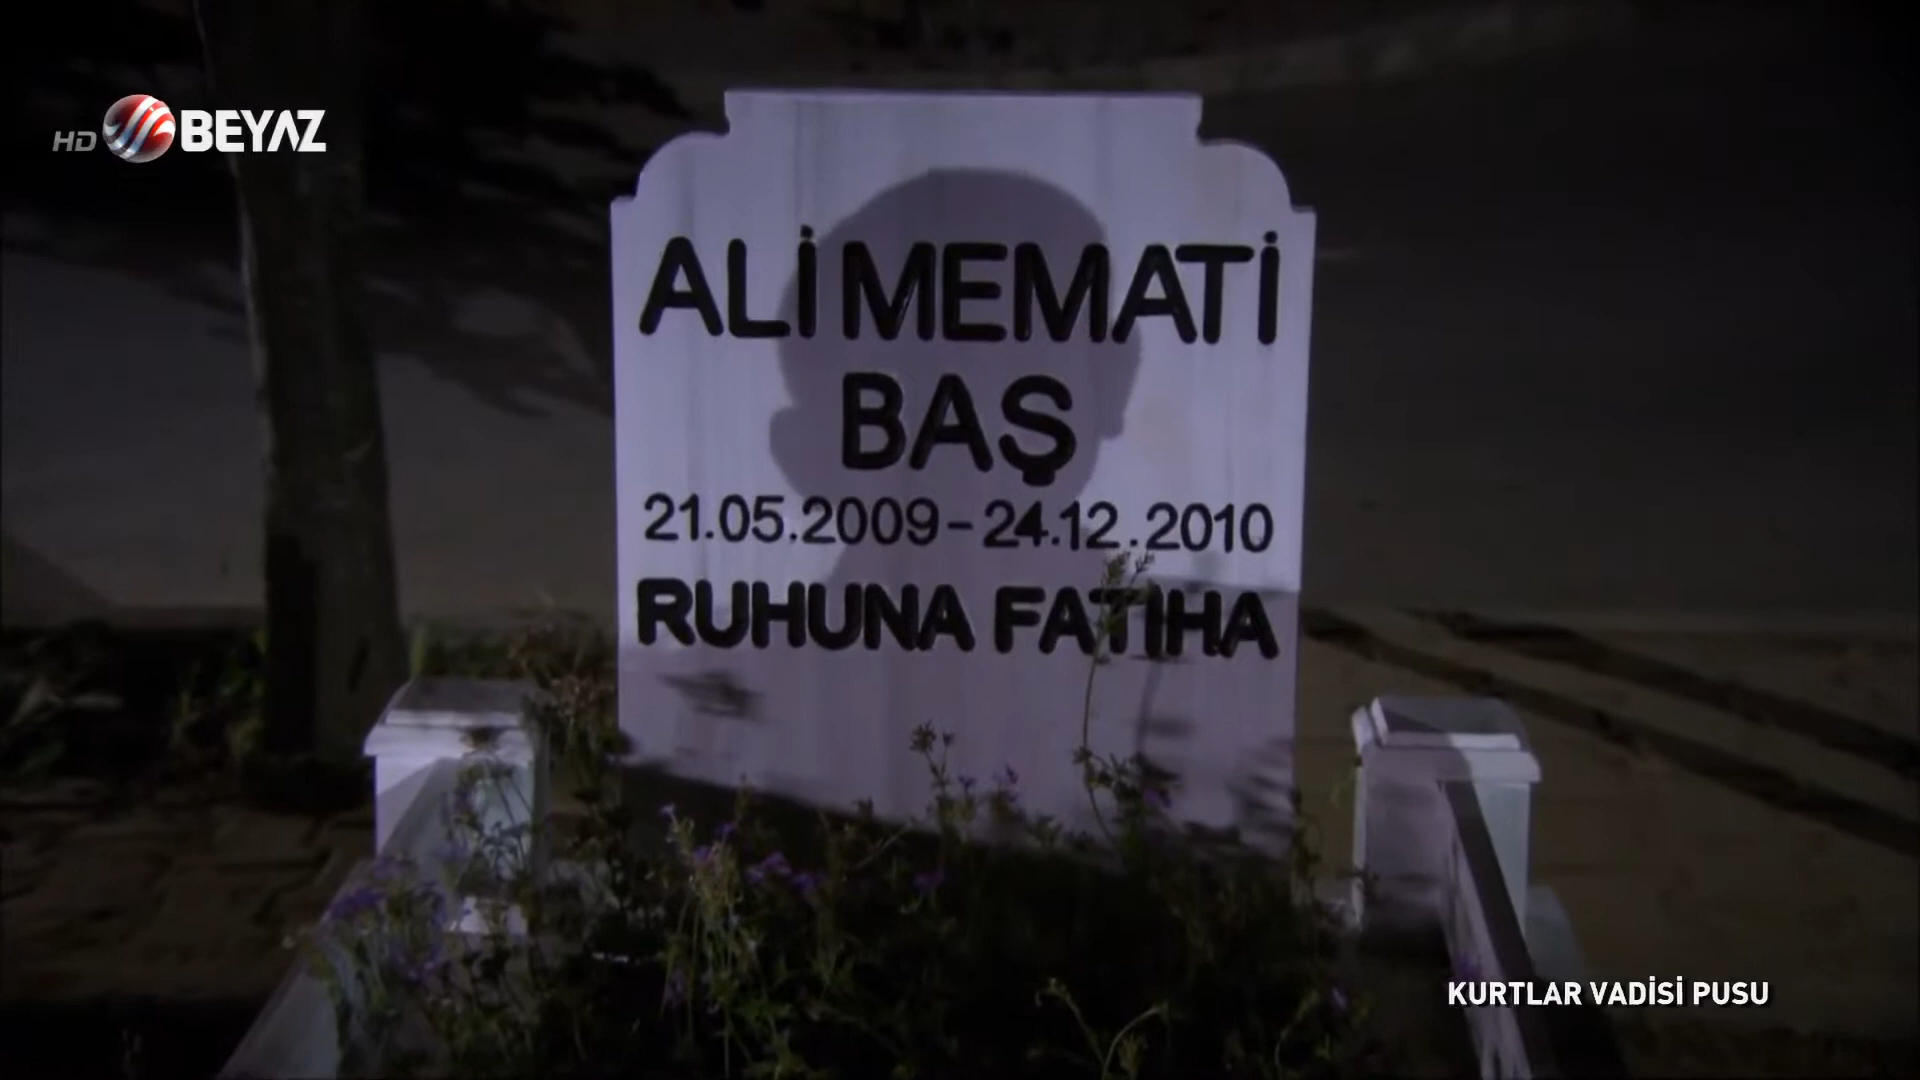 HD BEYAZ
ALİ MEMATİ
BAŞ
21.05.2009-24.12.2010
RUHUNA FATIHA
KURTLAR VADİSİ PUSU